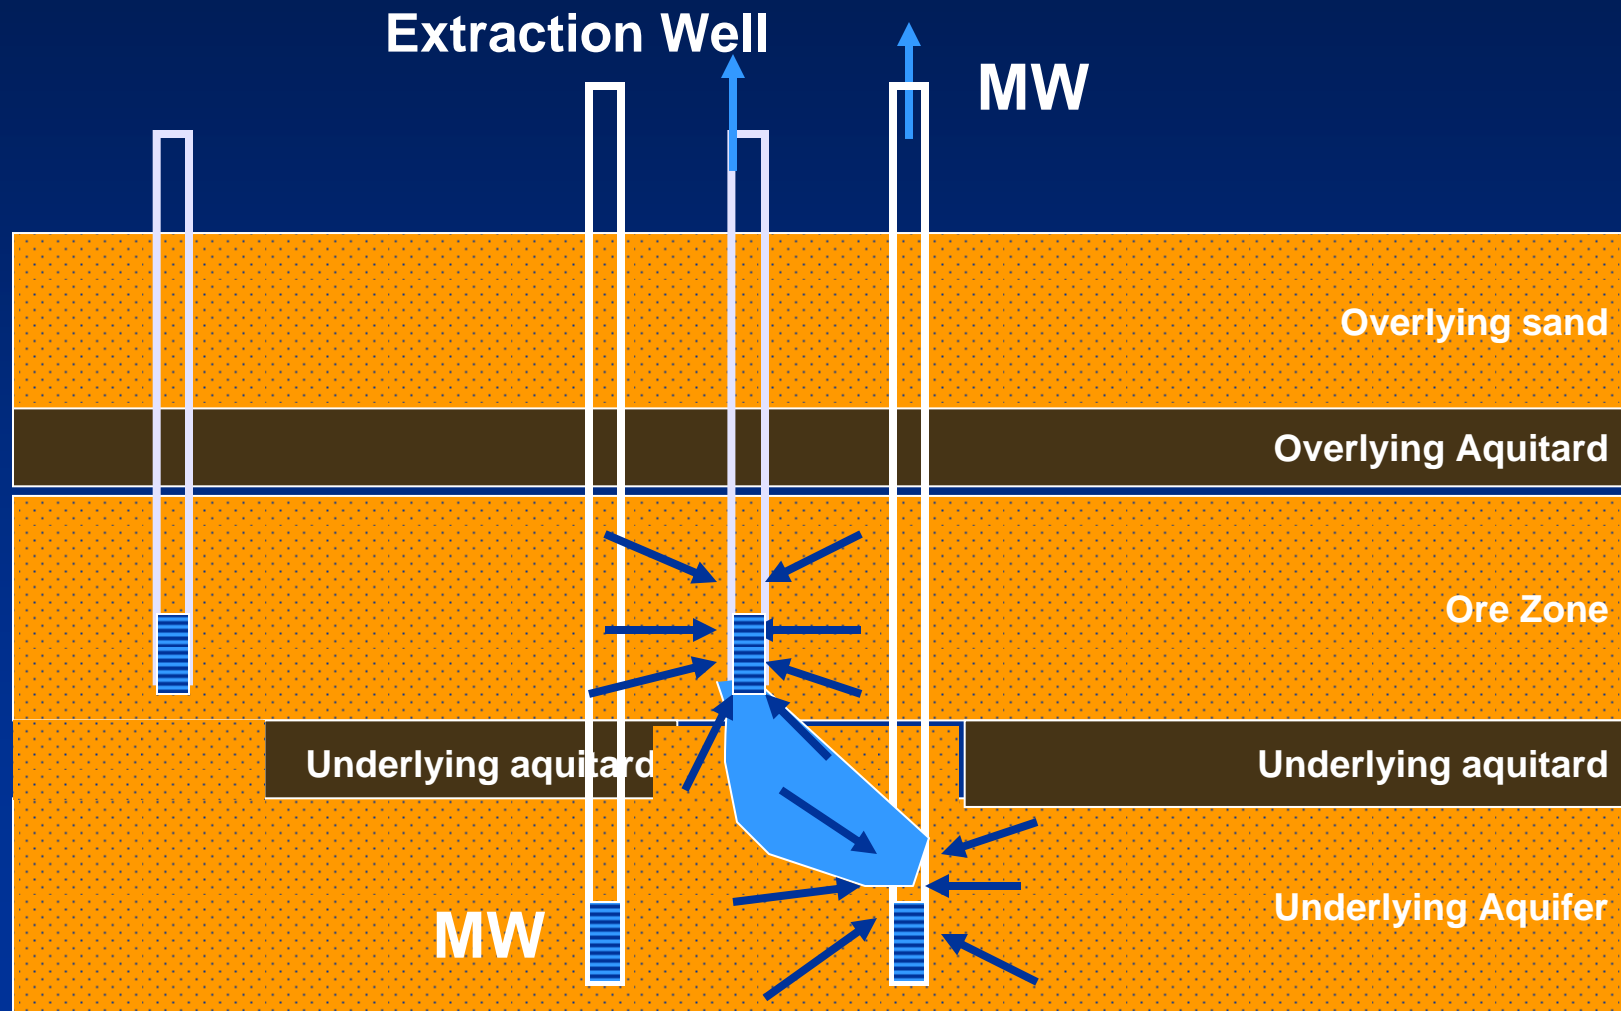 Extraction Well
MW
Overlying sand
Overlying Aquitard
Ore Zone
Underlying aquitard
Underlying aquitard
MW
Underlying Aquifer